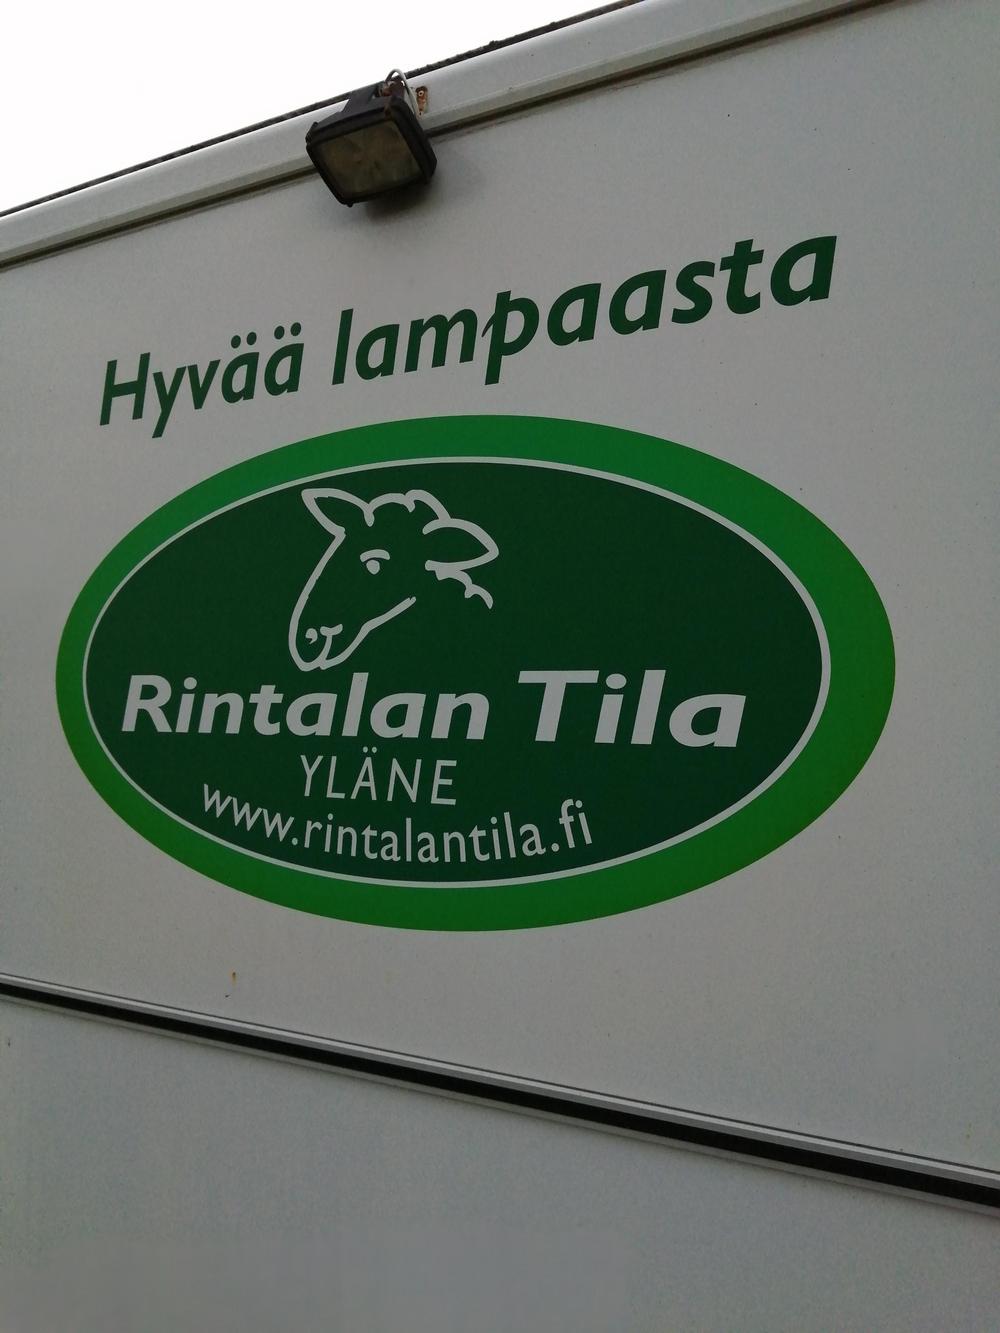 Hyvää lampaasta
Rintalan Tila
YLÄNE
www.rintalantila.fi